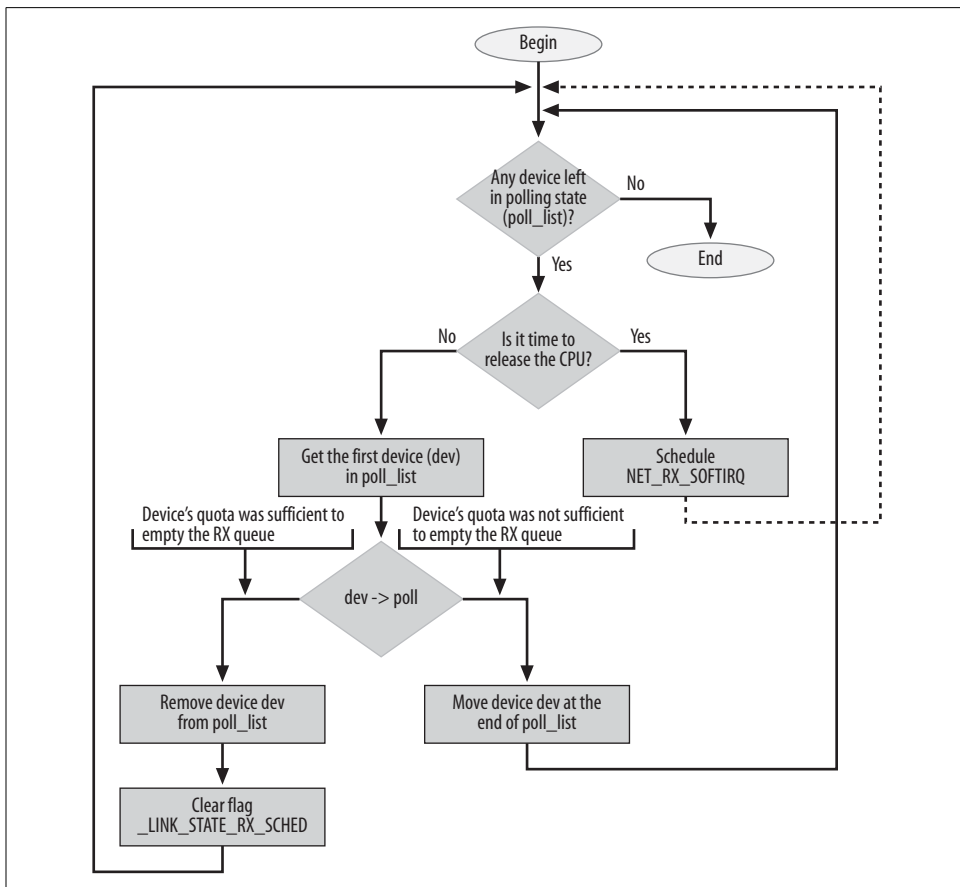 Begin
Any device left
in polling state
(poll_list)?
No
End
Yes
Is it time to
release the CPU?
No
Yes
Get the first device (dev)
in poll_list
Schedule
NET_RX_SOFTIRQ
Device's quota was sufficient to
empty the RX queue
Device's quota was not sufficient
to empty the RX queue
dev -> poll
Remove device dev
from poll_list
Move device dev at the
end of poll_list
Clear flag
_LINK_STATE_RX_SCHED